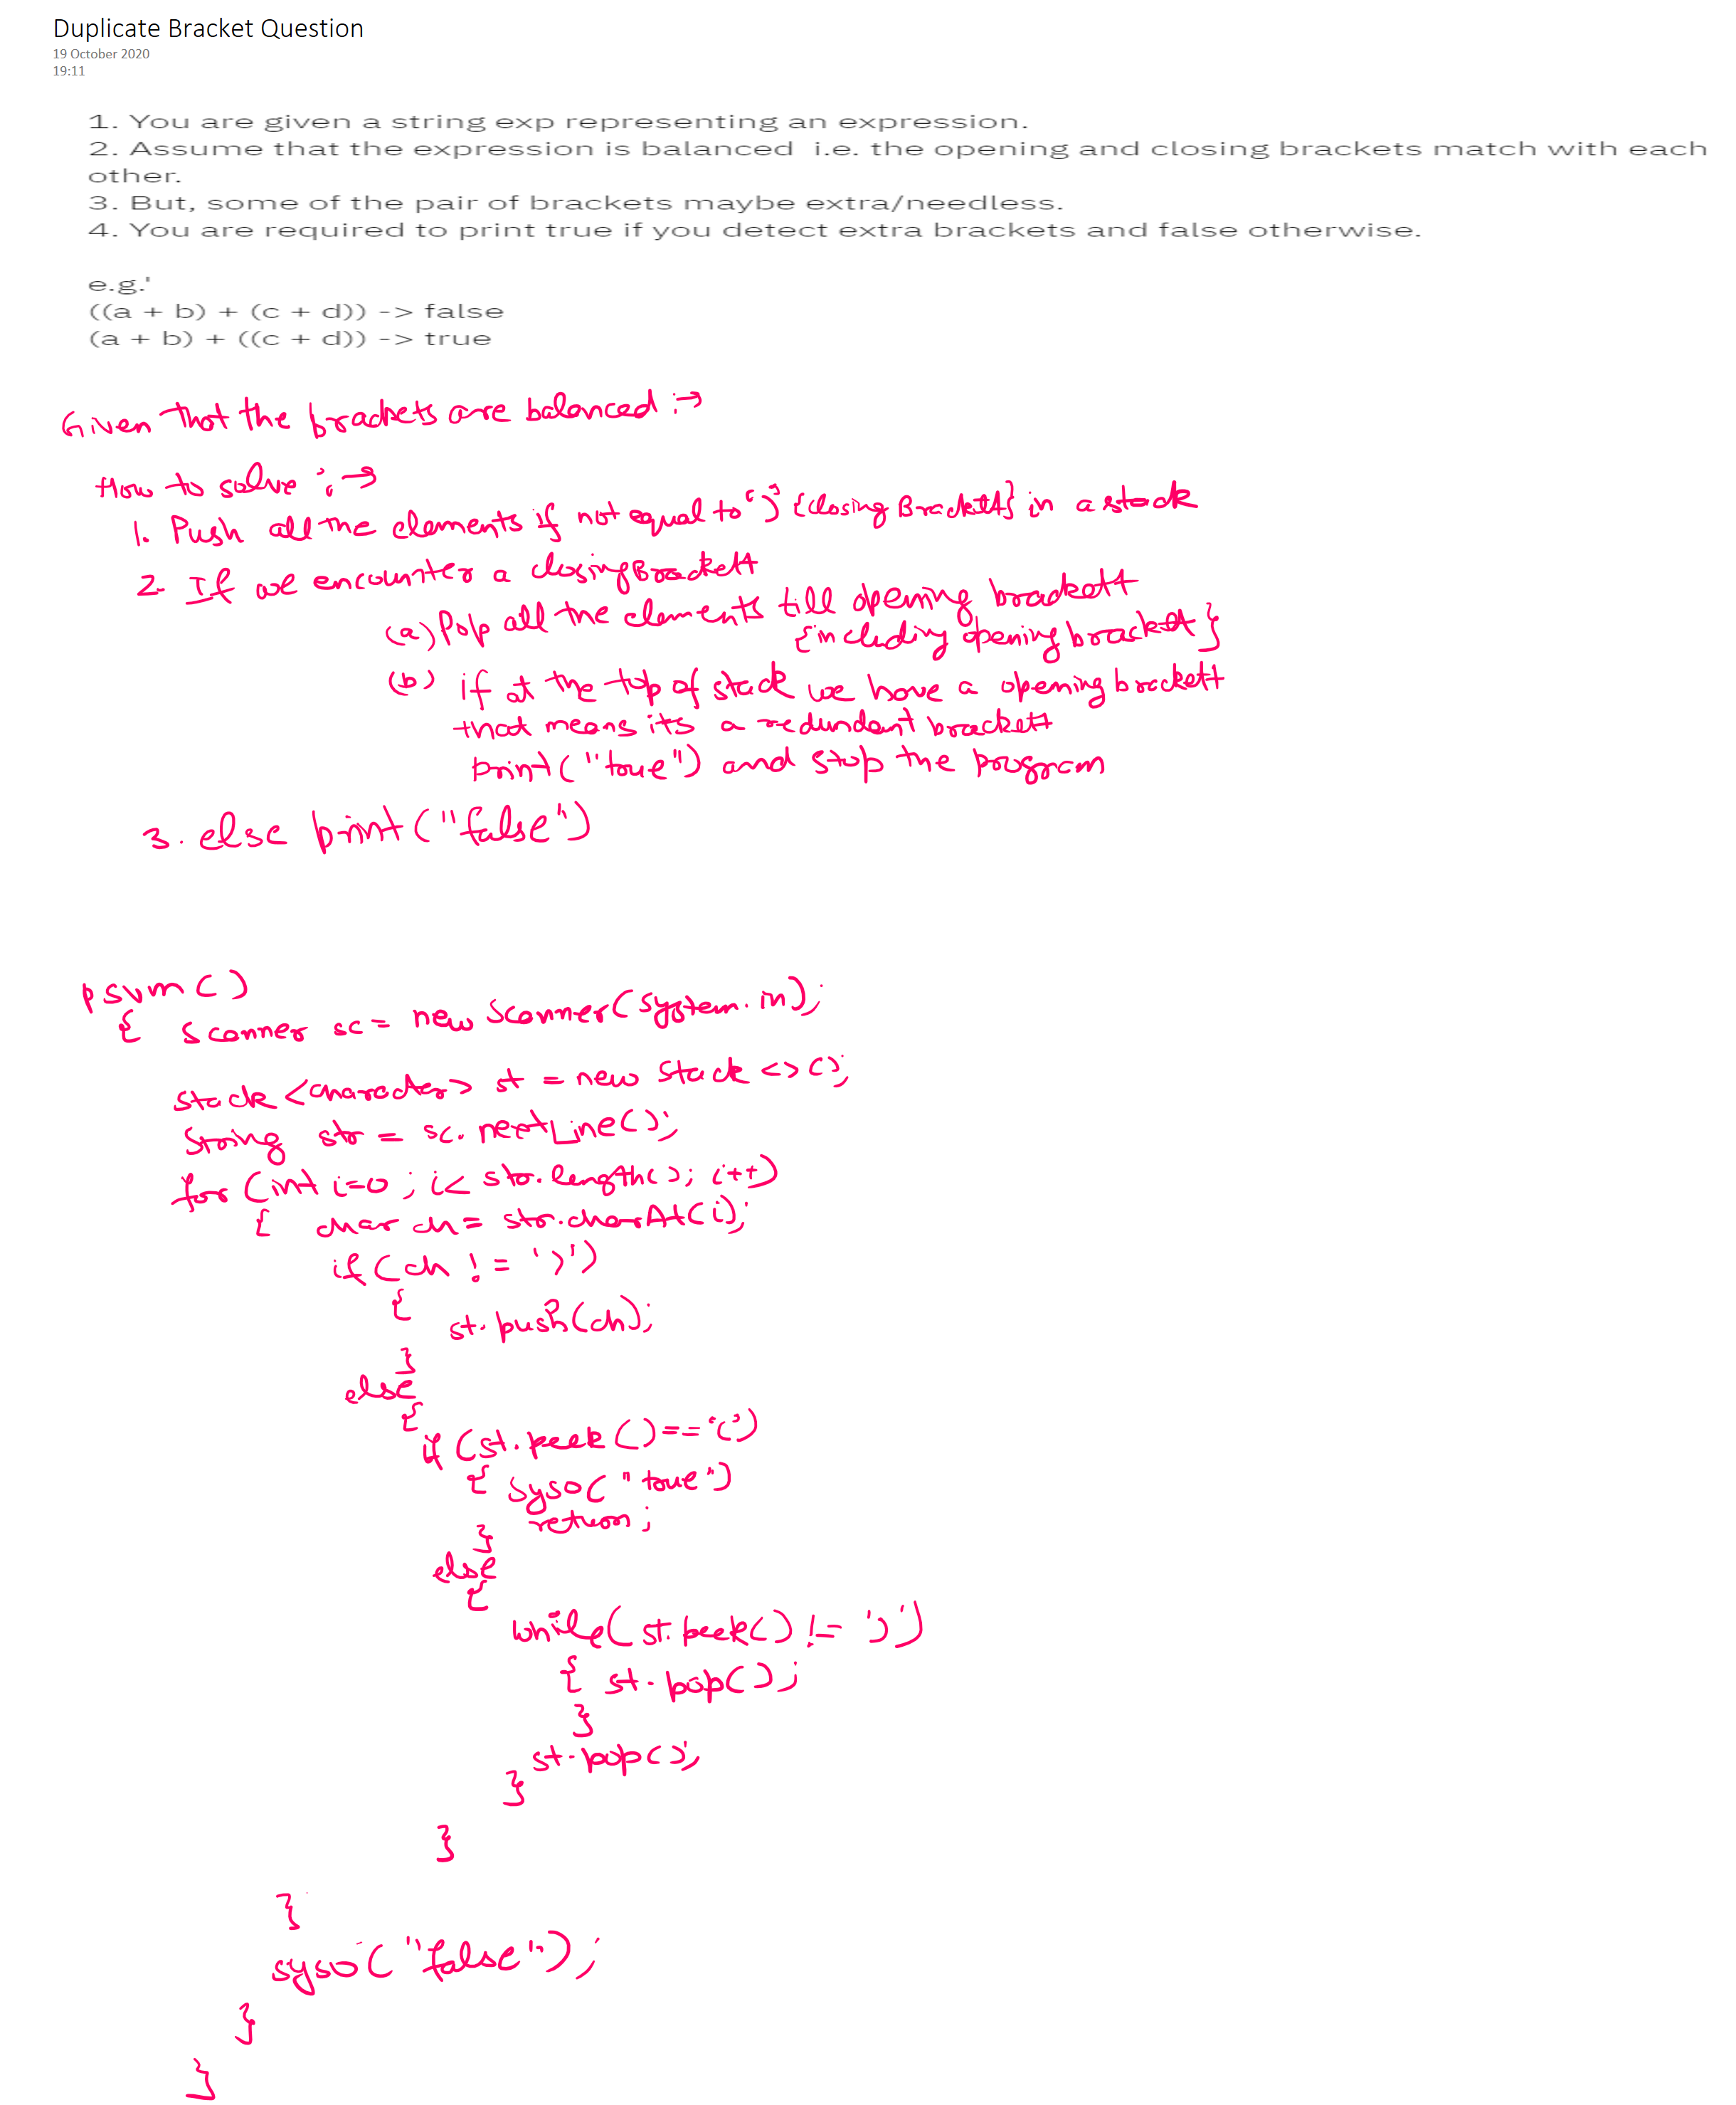 Duplicate Bracket Question
19 October 2020
19:11
1. You are given a string exp representing an expression.
2. Assume that the expression is balanced  i.e. the opening and closing brackets match with each
other.
3. But, some of the pair of brackets maybe extra/needless.
4. You are required to print true if you detect extra brackets and false otherwise.
e.g.'
((a + b) + (c + d)) -> false
(a + b) + ((c + d)) -> true
Given that the brackets are balanced :→
How to solve :→
1. Push all the elements if not equal to ')' {closing Brackett} in a stack
2. If we encounter a closing Brackett
(a) Pop all the elements till opening brackett
{including opening brackett}
(b) if at the top of stack we have a opening brackett
that means its a redundant brackett
print("true") and stop the program
3. else print("false")
psvm()
{ Scanner sc = new Scanner(System.in);
Stack <Character> st = new Stack <>();
String str = sc.nextLine();
for (int i=0; i< str.length(); i++)
{ char ch = str.charAt(i);
if (ch != ')')
{
st.push(ch);
}
else
{
if (st.peek()=='(')
{ syso("true")
return;
}
else
{
while(st.peek() != ')')
{ st.pop();
}
st.pop();
}
}
}
syso("false");
}
}